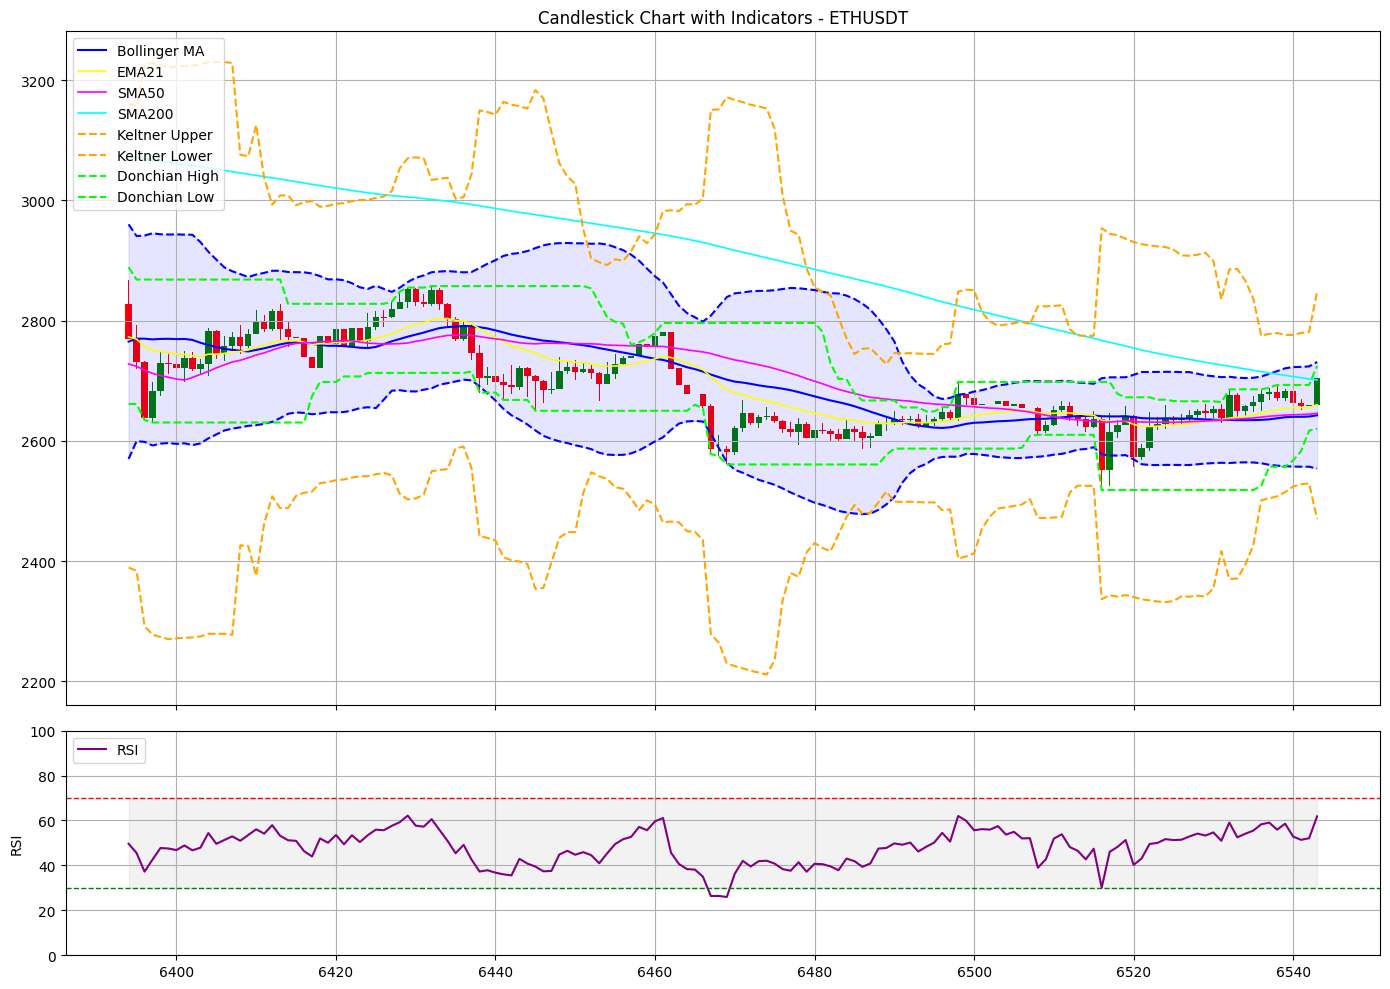 Candlestick Chart with Indicators - ETHUSDT
Bollinger MA
EMA21
SMA50
SMA200
Keltner Upper
Keltner Lower
Donchian High
Donchian Low
3200
3000
2800
2600
2400
2200
RSI
100
80
60
40
20
0
RSI
6400 6420 6440 6460 6480 6500 6520 6540